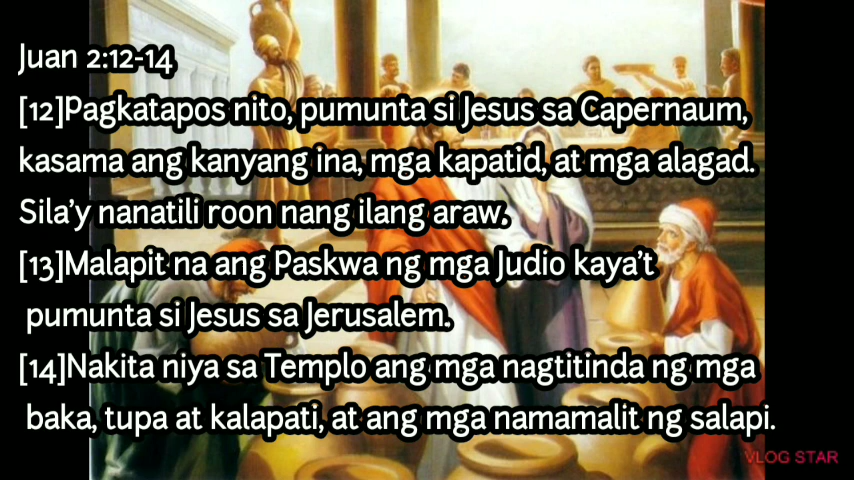 Juan 2:12-14
[12]Pagkatapos nito, pumunta si Jesus sa Capernaum,
kasama ang kanyang ina, mga kapatid, at mga alagad.
Sila'y nanatili roon nang ilang araw.
[13]Malapit na ang Paskwa ng mga Judio kaya't
pumunta si Jesus sa Jerusalem.
[14]Nakita niya sa Templo ang mga nagtitinda ng mga
baka, tupa at kalapati, at ang mga namamalit ng salapi.
VLOG STAR